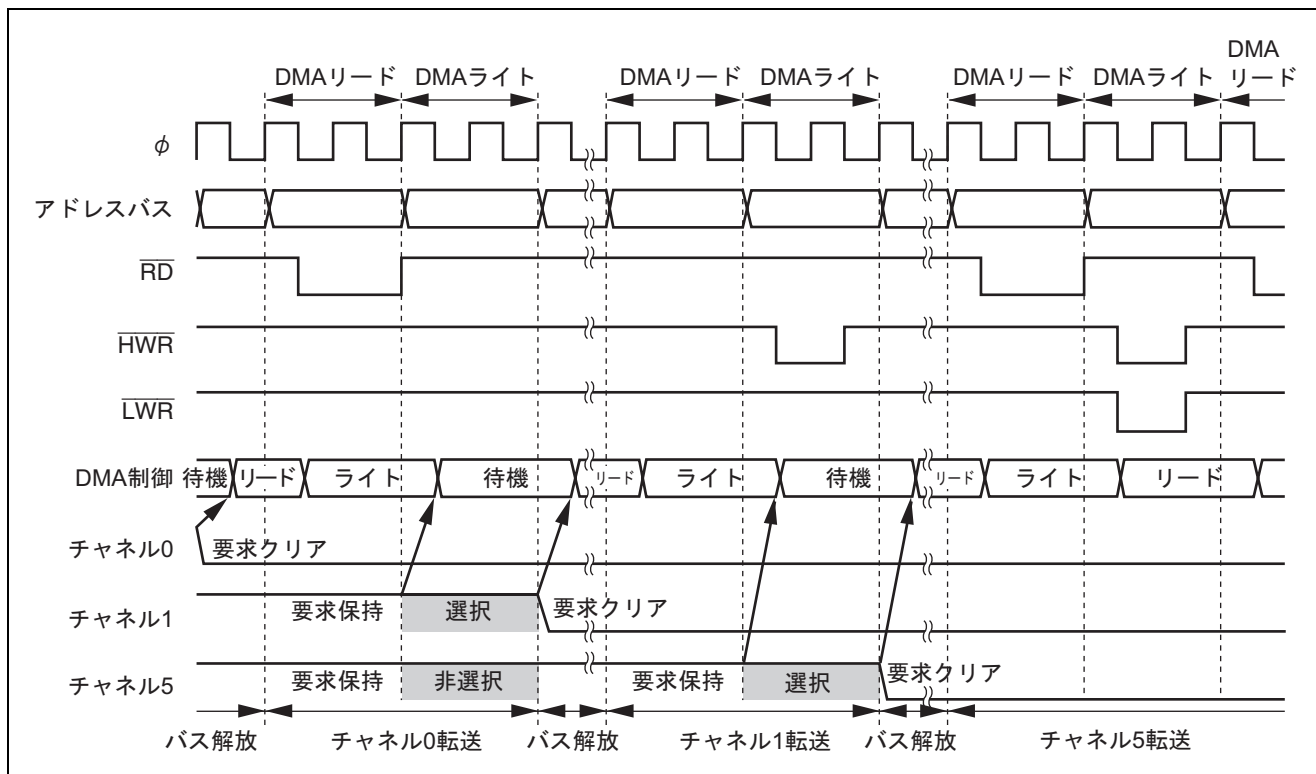 DMAリード DMAライト DMAリード DMAライト DMAリード DMAライト DMAリード
φ
アドレスバス
RD
HWR
LWR
DMA制御 待機 リード ライト 待機 リード ライト 待機 リード ライト リード
チャネル0 要求クリア
チャネル1 要求保持 選択 要求クリア
チャネル5 要求保持 非選択 要求保持 選択 要求クリア
バス解放 チャネル0転送 バス解放 チャネル1転送 バス解放 チャネル5転送